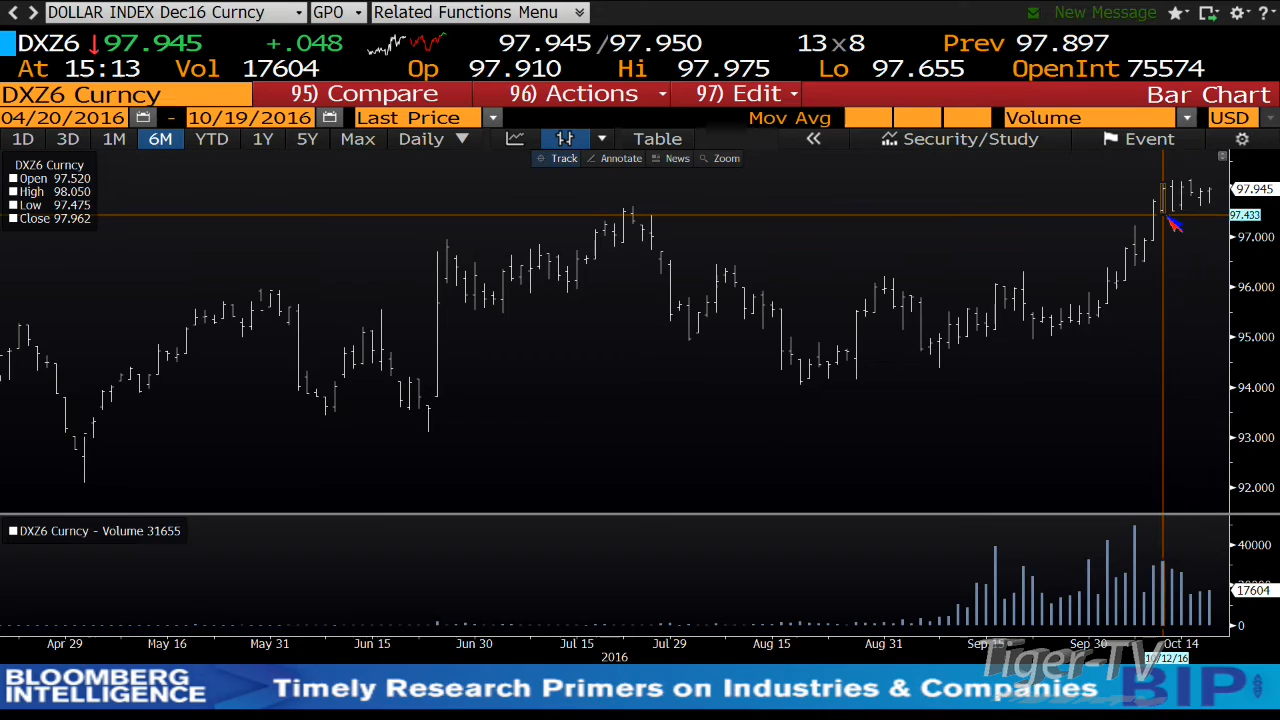 DOLLAR INDEX Dec16 Curncy GPO Related Functions Menu New Message
DXZ6 97.945 +.048 97.945/97.950 13x8 Prev 97.897
At 15:13 Vol 17604 Op 97.910 Hi 97.975 Lo 97.655 OpenInt 75574
DXZ6 Curncy 95) Compare 96) Actions 97) Edit Bar Chart
04/20/2016 - 10/19/2016 Last Price Mov Avg Volume USD
1D 3D 1M 6M YTD 1Y 5Y Max Daily Table « Security/Study Event
Track Annotate News Zoom
DXZ6 Curncy
Open 97.520
High 98.050
Low 97.475
Close 97.962
97.945
97.433
97.000
96.000
95.000
94.000
93.000
92.000
DXZ6 Curncy - Volume 31655
40000
17604
0
Apr 29 May 16 May 31 Jun 15 Jun 30 Jul 15 Jul 29 Aug 15 Aug 31 Sep 15 Sep 30 Oct 14
2016 10/12/16
Tiger-TV
BLOOMBERG
INTELLIGENCE
Timely Research Primers on Industries & Companies
BIP